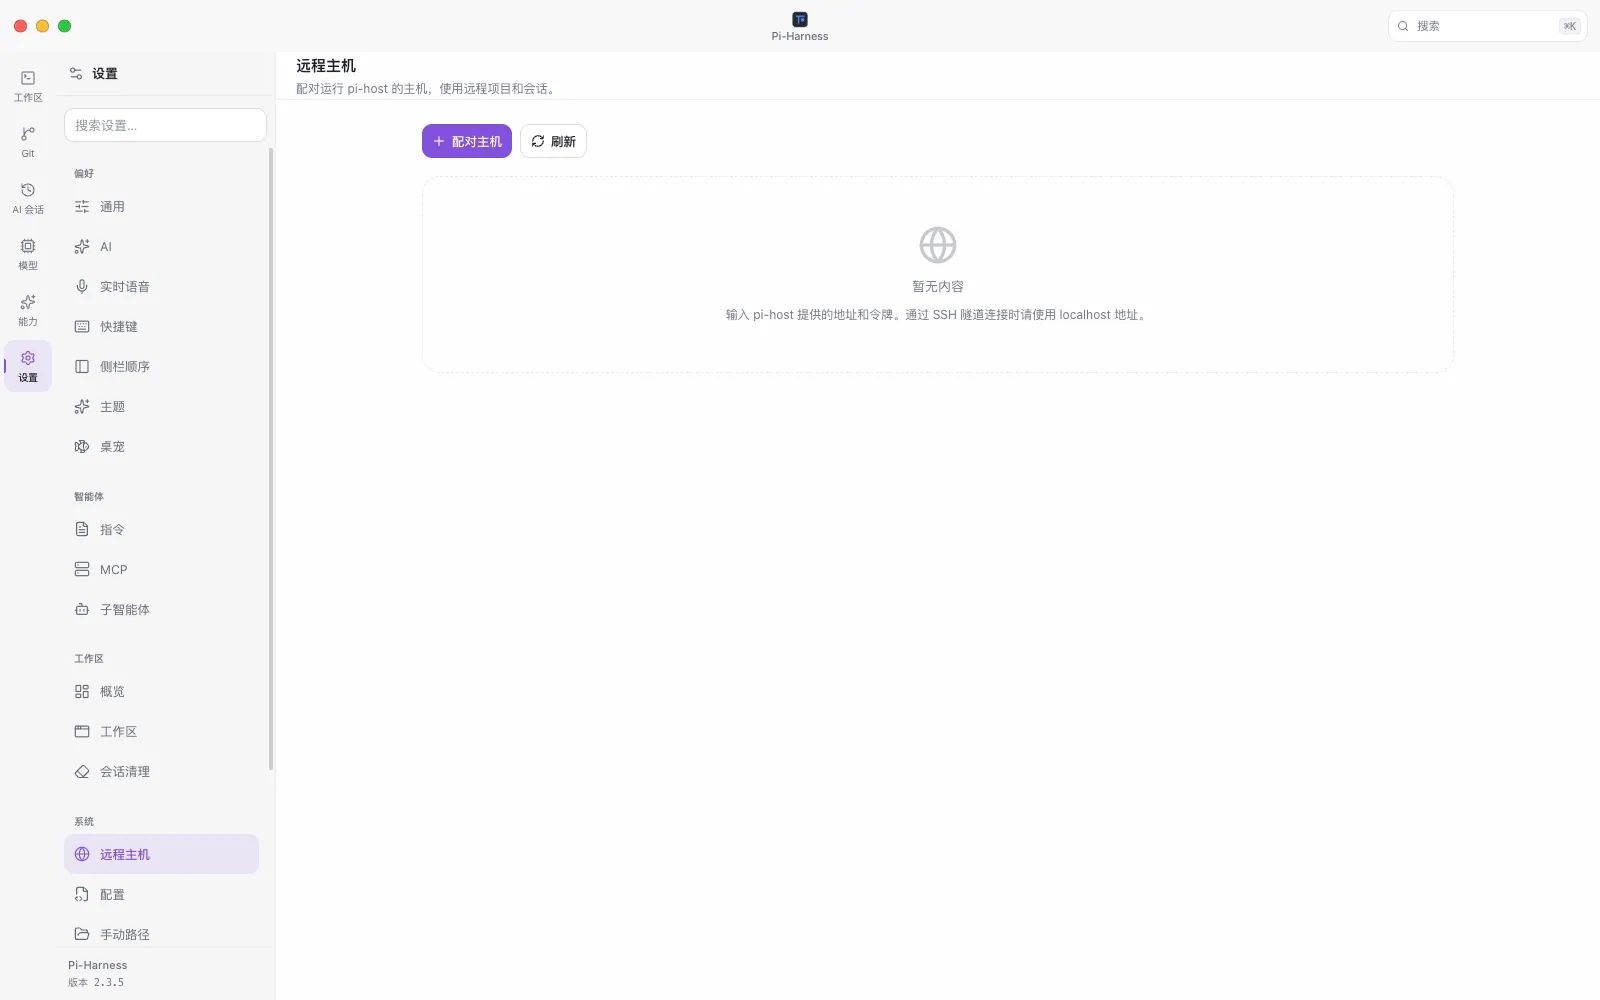 Pi-Harness
搜索
⌘K
工作区
Git
AI 会话
模型
能力
设置
设置
搜索设置...
偏好
通用
AI
实时语音
快捷键
侧栏顺序
主题
桌宠
智能体
指令
MCP
子智能体
工作区
概览
工作区
会话清理
系统
远程主机
配置
手动路径
Pi-Harness
版本 2.3.5
远程主机
配对运行 pi-host 的主机，使用远程项目和会话。
配对主机
刷新
暂无内容
输入 pi-host 提供的地址和令牌。通过 SSH 隧道连接时请使用 localhost 地址。